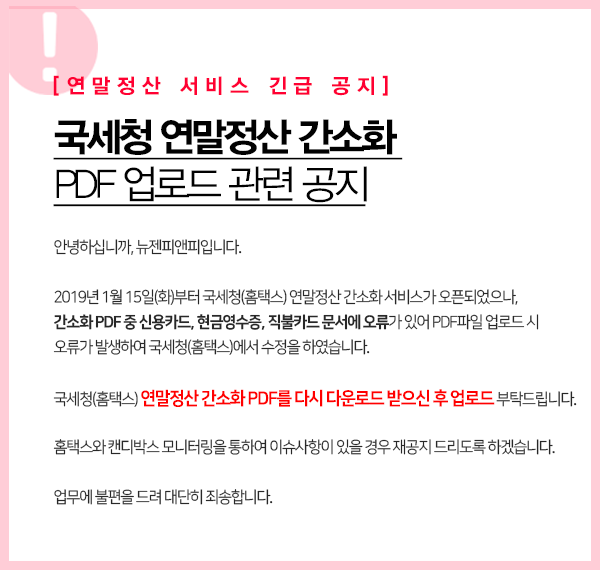 !
[연말정산 서비스 긴급 공지]
국세청 연말정산 간소화
PDF 업로드 관련 공지
안녕하십니까, 뉴젠피앤피입니다.
2019년 1월 15일(화)부터 국세청(홈택스) 연말정산 간소화 서비스가 오픈되었으나,
간소화 PDF 중 신용카드, 현금영수증, 직불카드 문서에 오류가 있어 PDF파일 업로드 시
오류가 발생하여 국세청(홈택스)에서 수정을 하였습니다.
국세청(홈택스) 연말정산 간소화 PDF를 다시 다운로드 받으신 후 업로드 부탁드립니다.
홈택스와 캔디박스 모니터링을 통하여 이슈사항이 있을 경우 재공지 드리도록 하겠습니다.
업무에 불편을 드려 대단히 죄송합니다.